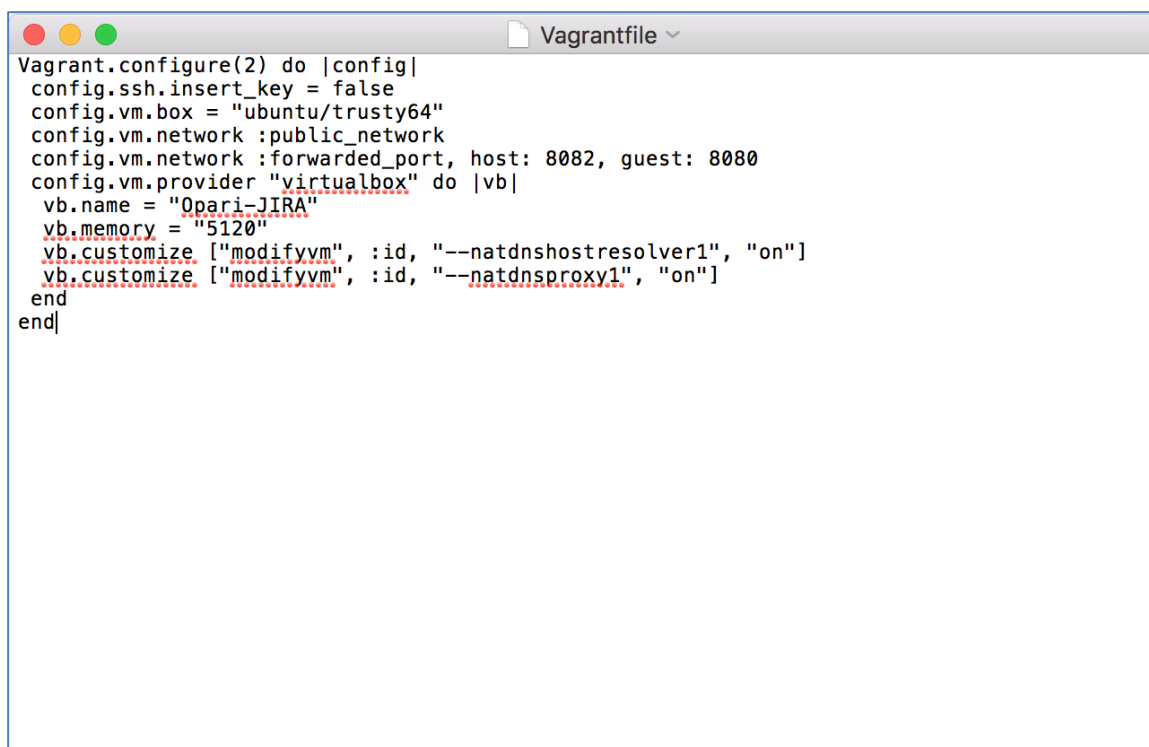 Vagrantfile
Vagrant.configure(2) do |config|
 config.ssh.insert_key = false
 config.vm.box = "ubuntu/trusty64"
 config.vm.network :public_network
 config.vm.network :forwarded_port, host: 8082, guest: 8080
 config.vm.provider "virtualbox" do |vb|
  vb.name = "Opari-JIRA"
  vb.memory = "5120"
  vb.customize ["modifyvm", :id, "--natdnshostresolver1", "on"]
  vb.customize ["modifyvm", :id, "--natdnsproxy1", "on"]
 end
end